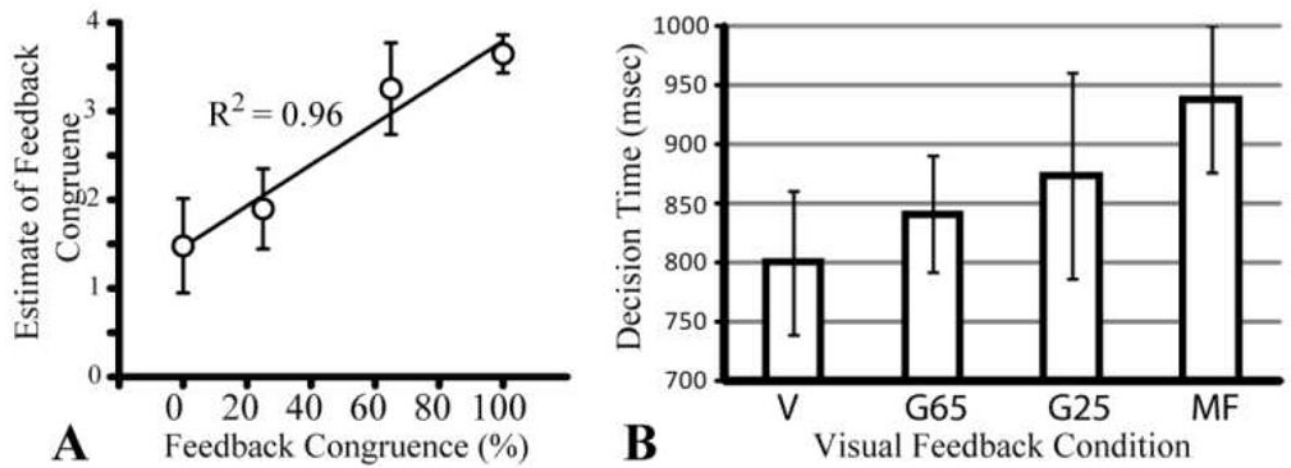 Estimate of Feedback
Congruene
4
3
2
1
0
R² = 0.96
0 20 40 60 80 100
Feedback Congruence (%)
A
Decision Time (msec)
1000
950
900
850
800
750
700
V G65 G25 MF
Visual Feedback Condition
B